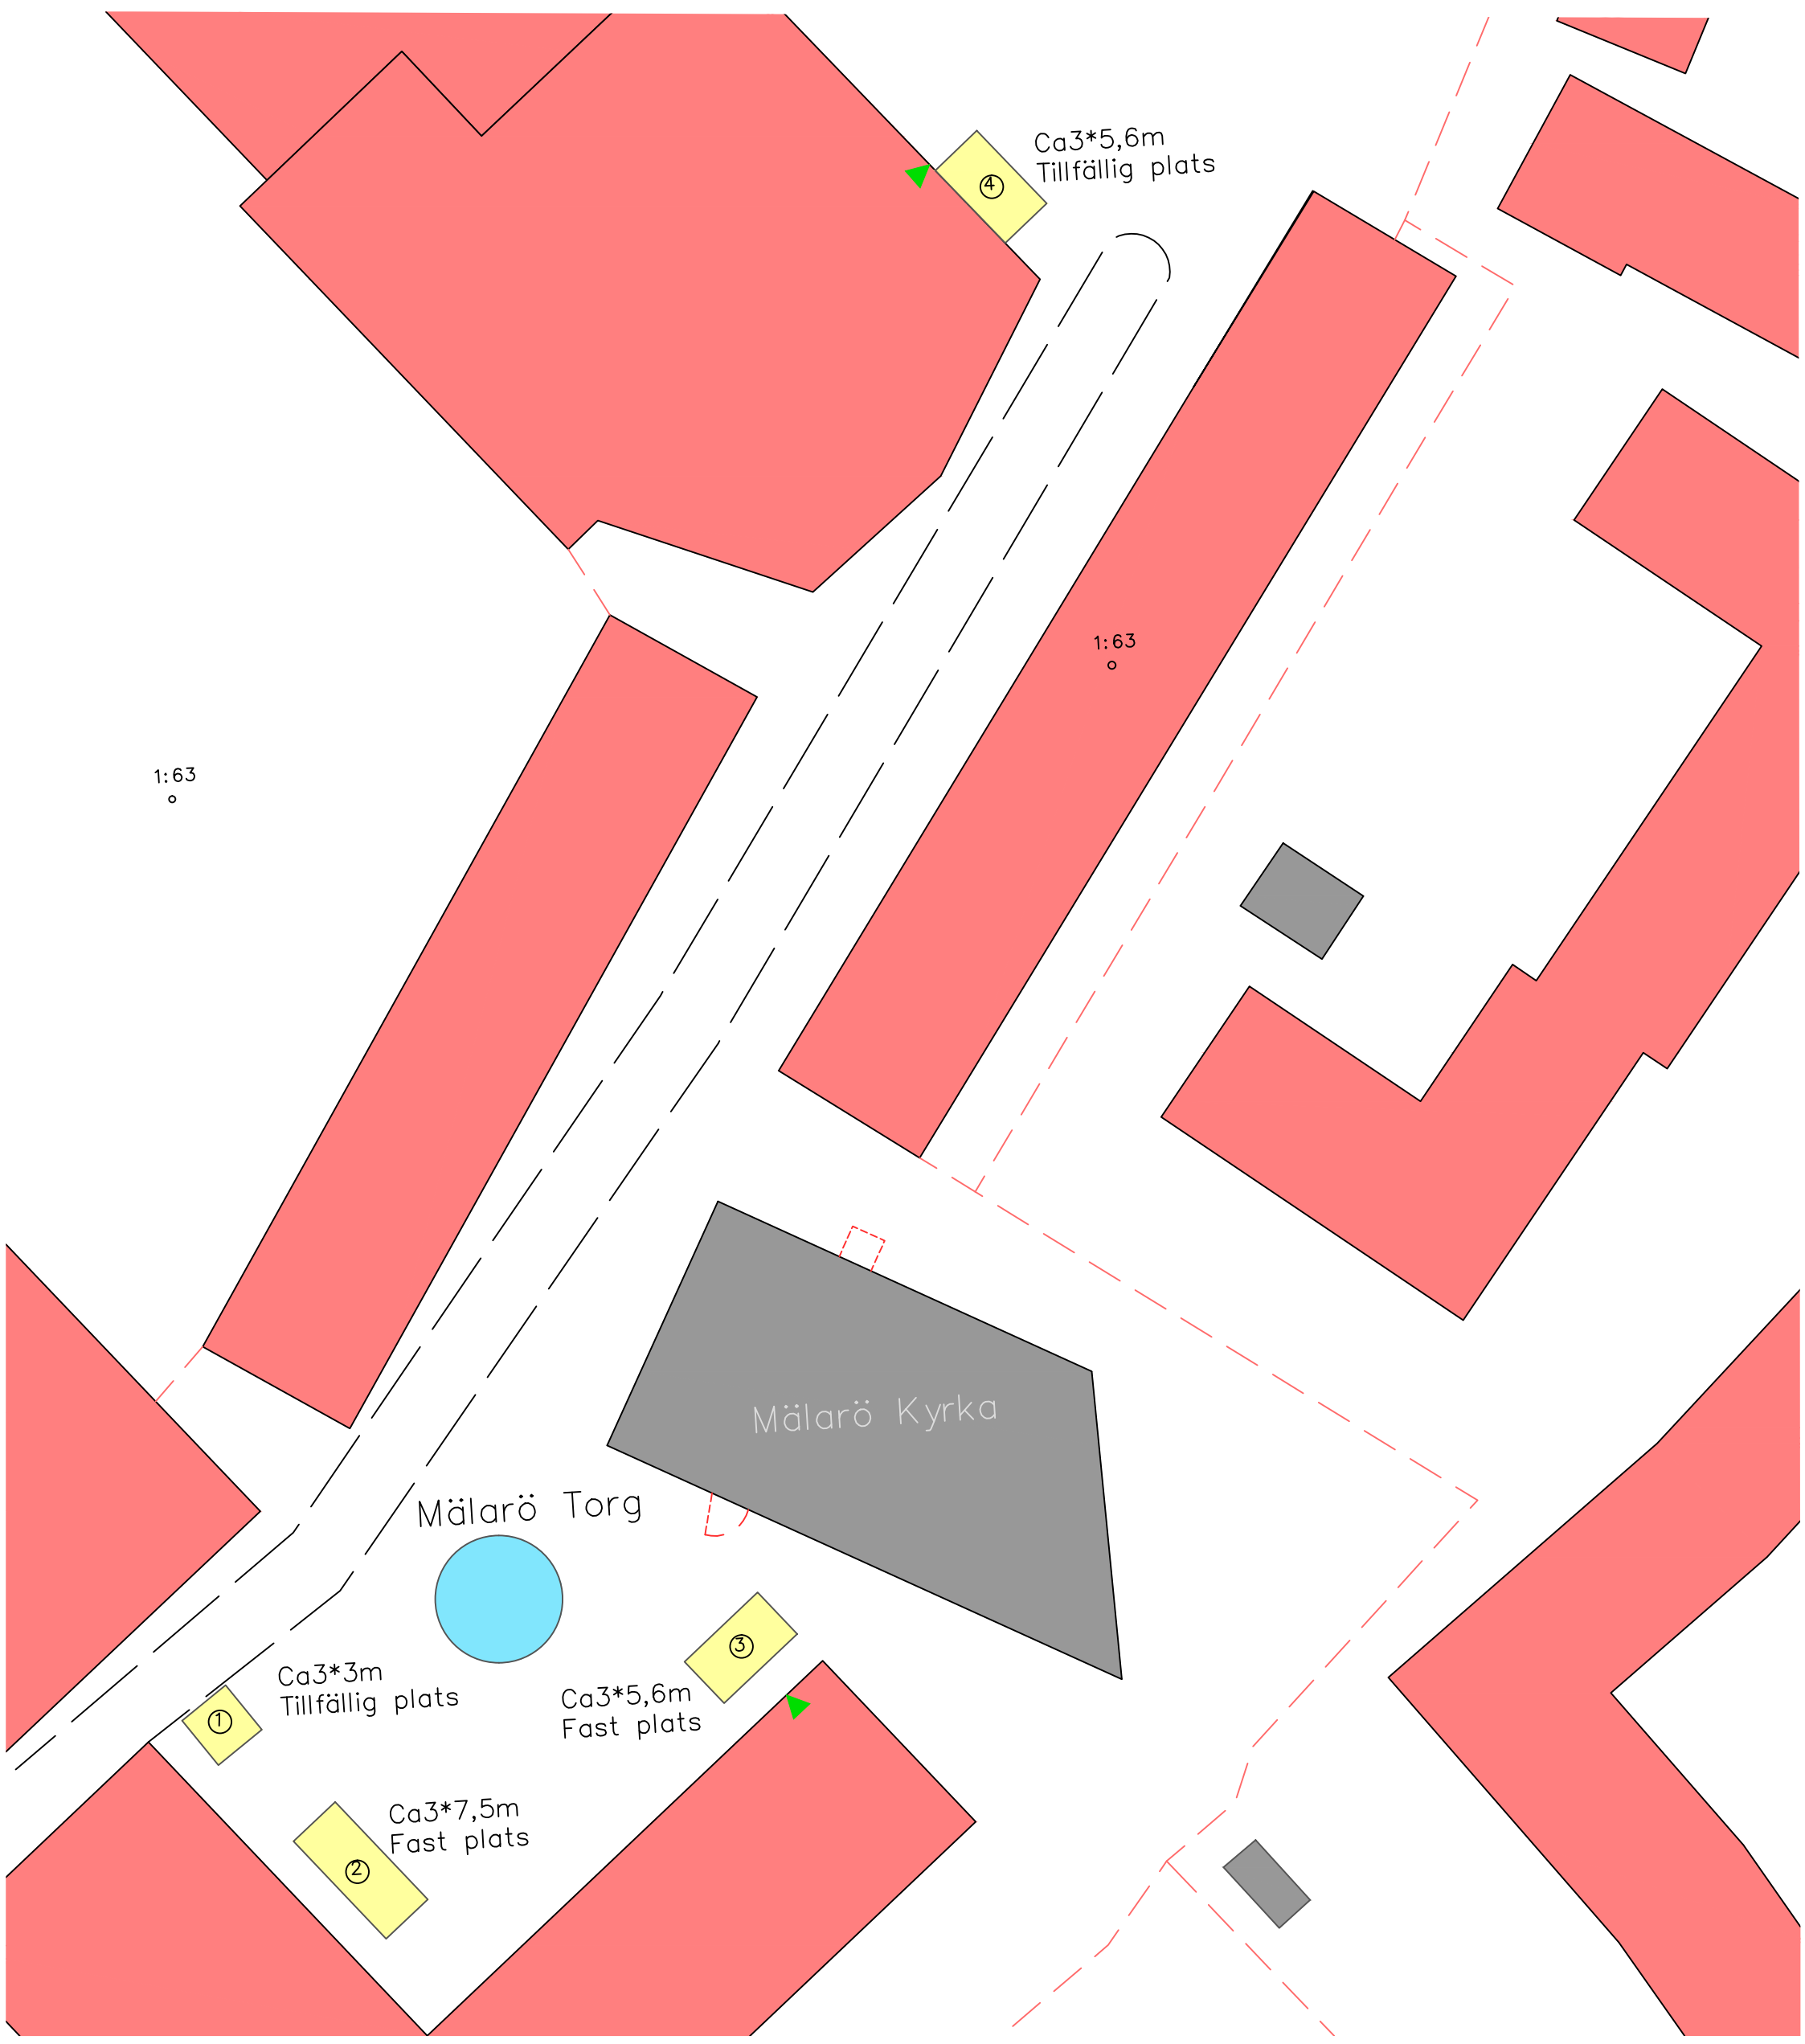 Ca3*5,6m
Tillfällig plats
4
1:63
1:63
Mälarö Kyrka
Mälarö Torg
3
Ca3*3m
Tillfällig plats
1
Ca3*5,6m
Fast plats
Ca3*7,5m
Fast plats
2